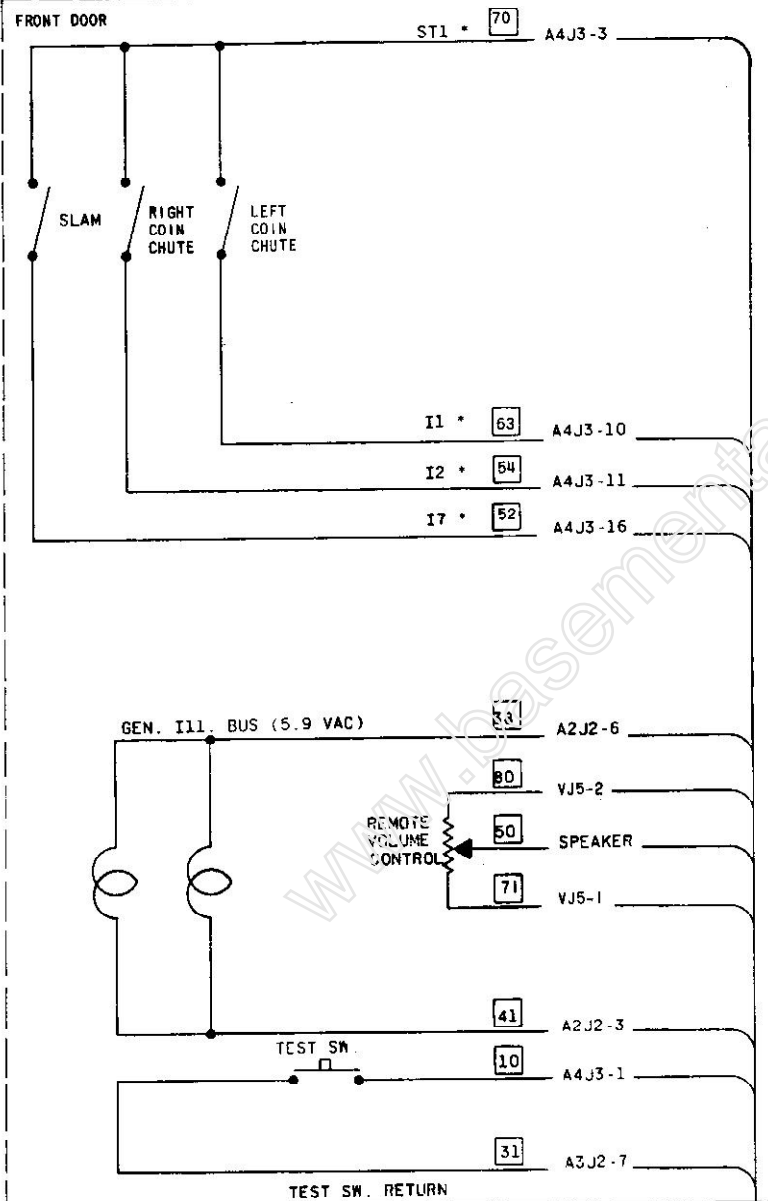 FRONT DOOR
ST1 * 70 A4J3-3
SLAM
RIGHT
COIN
CHUTE
LEFT
COIN
CHUTE
I1 * 63 A4J3-10
I2 * 54 A4J3-11
I7 * 52 A4J3-16
GEN. Ill. BUS (5.9 VAC) 33 A2J2-6
80 VJ5-2
REMOTE
VOLUME
CONTROL
50 SPEAKER
71 VJ5-1
41 A2J2-3
TEST SW.
10 A4J3-1
31 A3J2-7
TEST SW. RETURN
www.basementa